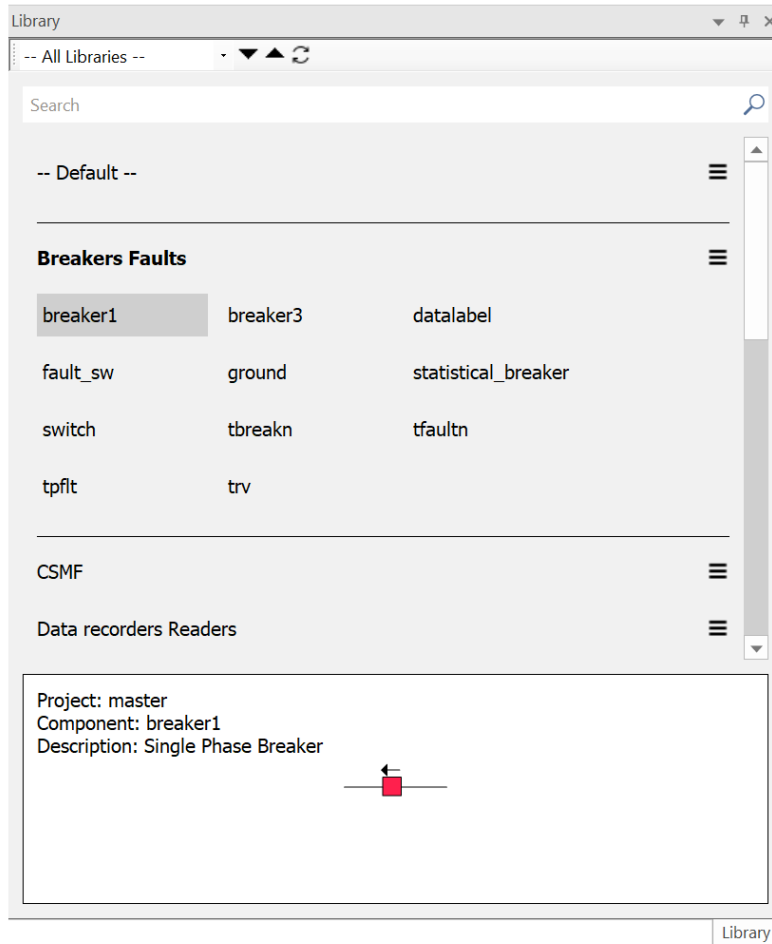 Library
-- All Libraries --
Search
-- Default --
Breakers Faults
breaker1 breaker3 datalabel
fault_sw ground statistical_breaker
switch tbreakn tfaultn
tpflt trv
CSMF
Data recorders Readers
Project: master
Component: breaker1
Description: Single Phase Breaker
Library